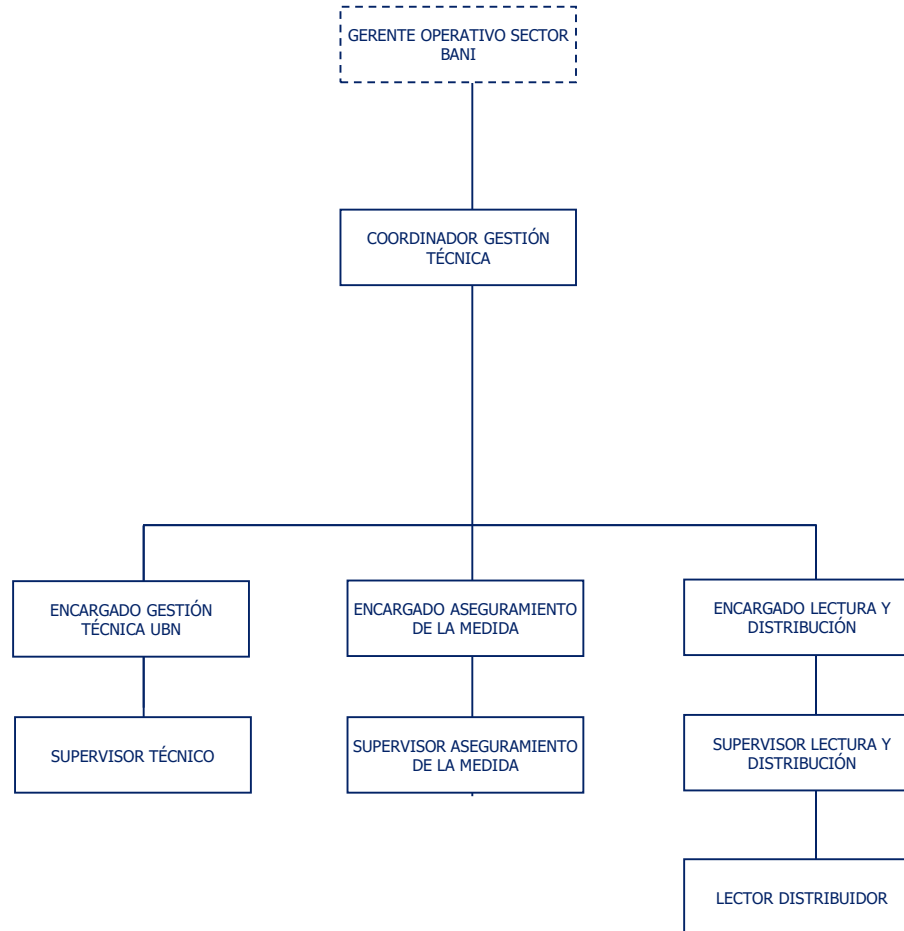 GERENTE OPERATIVO SECTOR
BANI
COORDINADOR GESTIÓN
TÉCNICA
ENCARGADO GESTIÓN
TÉCNICA UBN
ENCARGADO ASEGURAMIENTO
DE LA MEDIDA
ENCARGADO LECTURA Y
DISTRIBUCIÓN
SUPERVISOR TÉCNICO
SUPERVISOR ASEGURAMIENTO
DE LA MEDIDA
SUPERVISOR LECTURA Y
DISTRIBUCIÓN
LECTOR DISTRIBUIDOR